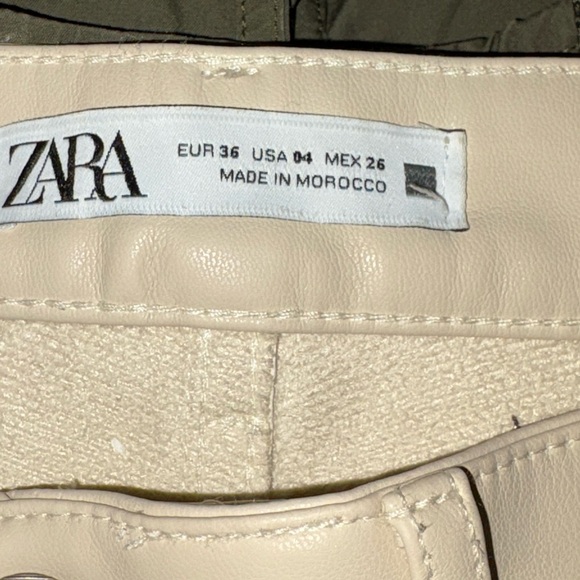 ZARA
EUR 36 USA 04 MEX 26
MADE IN MOROCCO